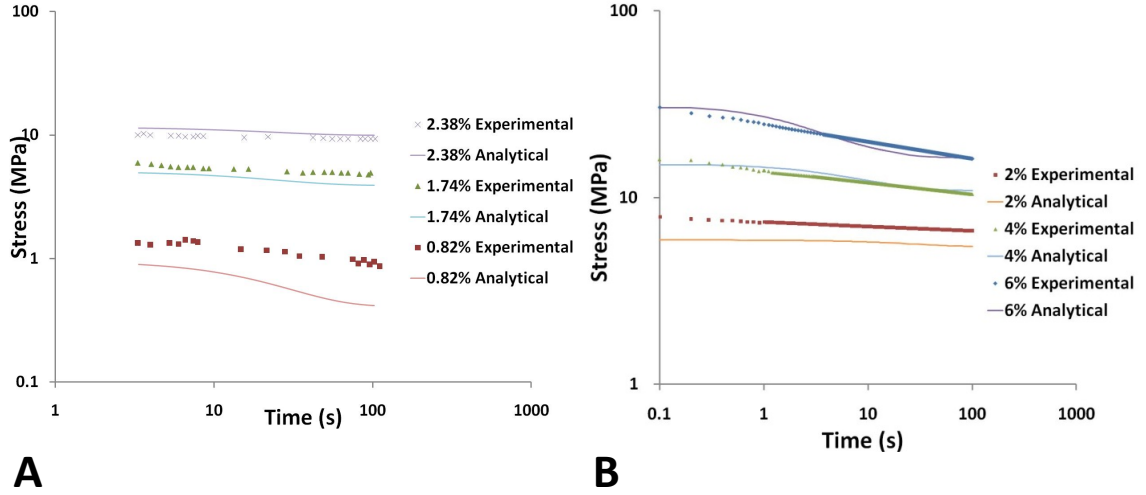 100
10
1
0.1
Stress (MPa)
1
10
100
1000
Time (s)
2.38% Experimental
2.38% Analytical
1.74% Experimental
1.74% Analytical
0.82% Experimental
0.82% Analytical
A
100
10
1
Stress (MPa)
0.1
1
10
100
1000
Time (s)
2% Experimental
2% Analytical
4% Experimental
4% Analytical
6% Experimental
6% Analytical
B